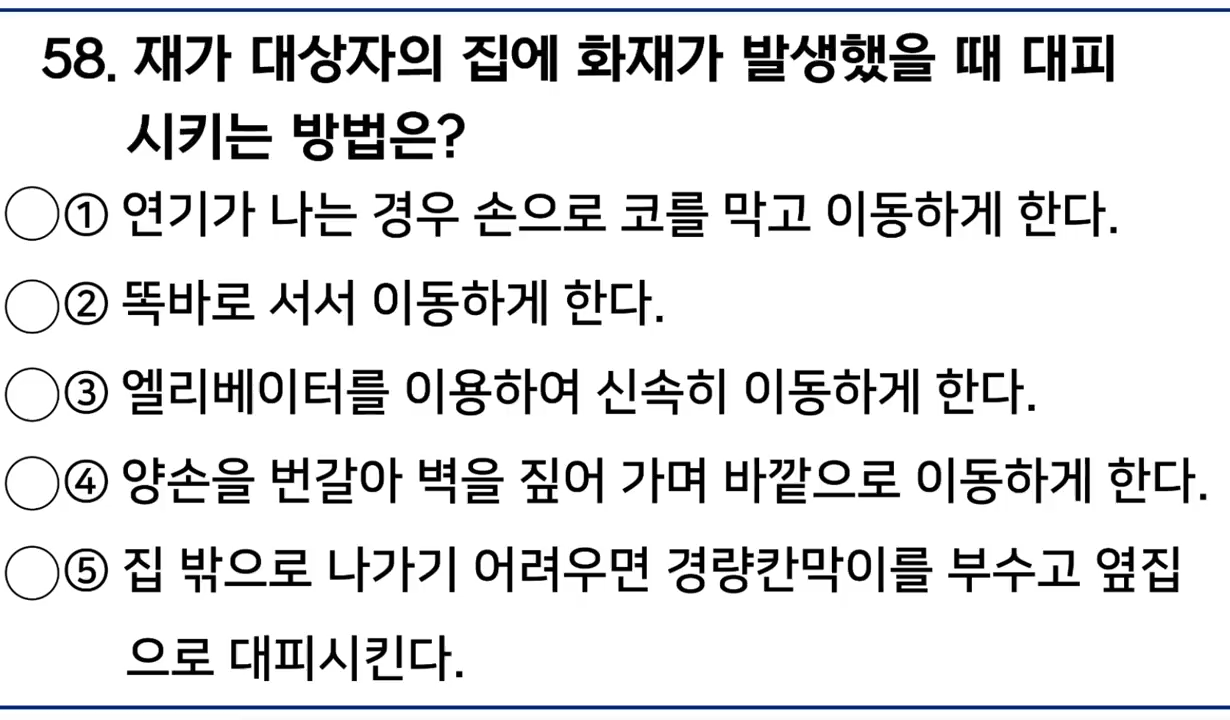 58. 재가 대상자의 집에 화재가 발생했을 때 대피
시키는 방법은?
① 연기가 나는 경우 손으로 코를 막고 이동하게 한다.
② 똑바로 서서 이동하게 한다.
③ 엘리베이터를 이용하여 신속히 이동하게 한다.
④ 양손을 번갈아 벽을 짚어 가며 바깥으로 이동하게 한다.
⑤ 집 밖으로 나가기 어려우면 경량칸막이를 부수고 옆집
으로 대피시킨다.